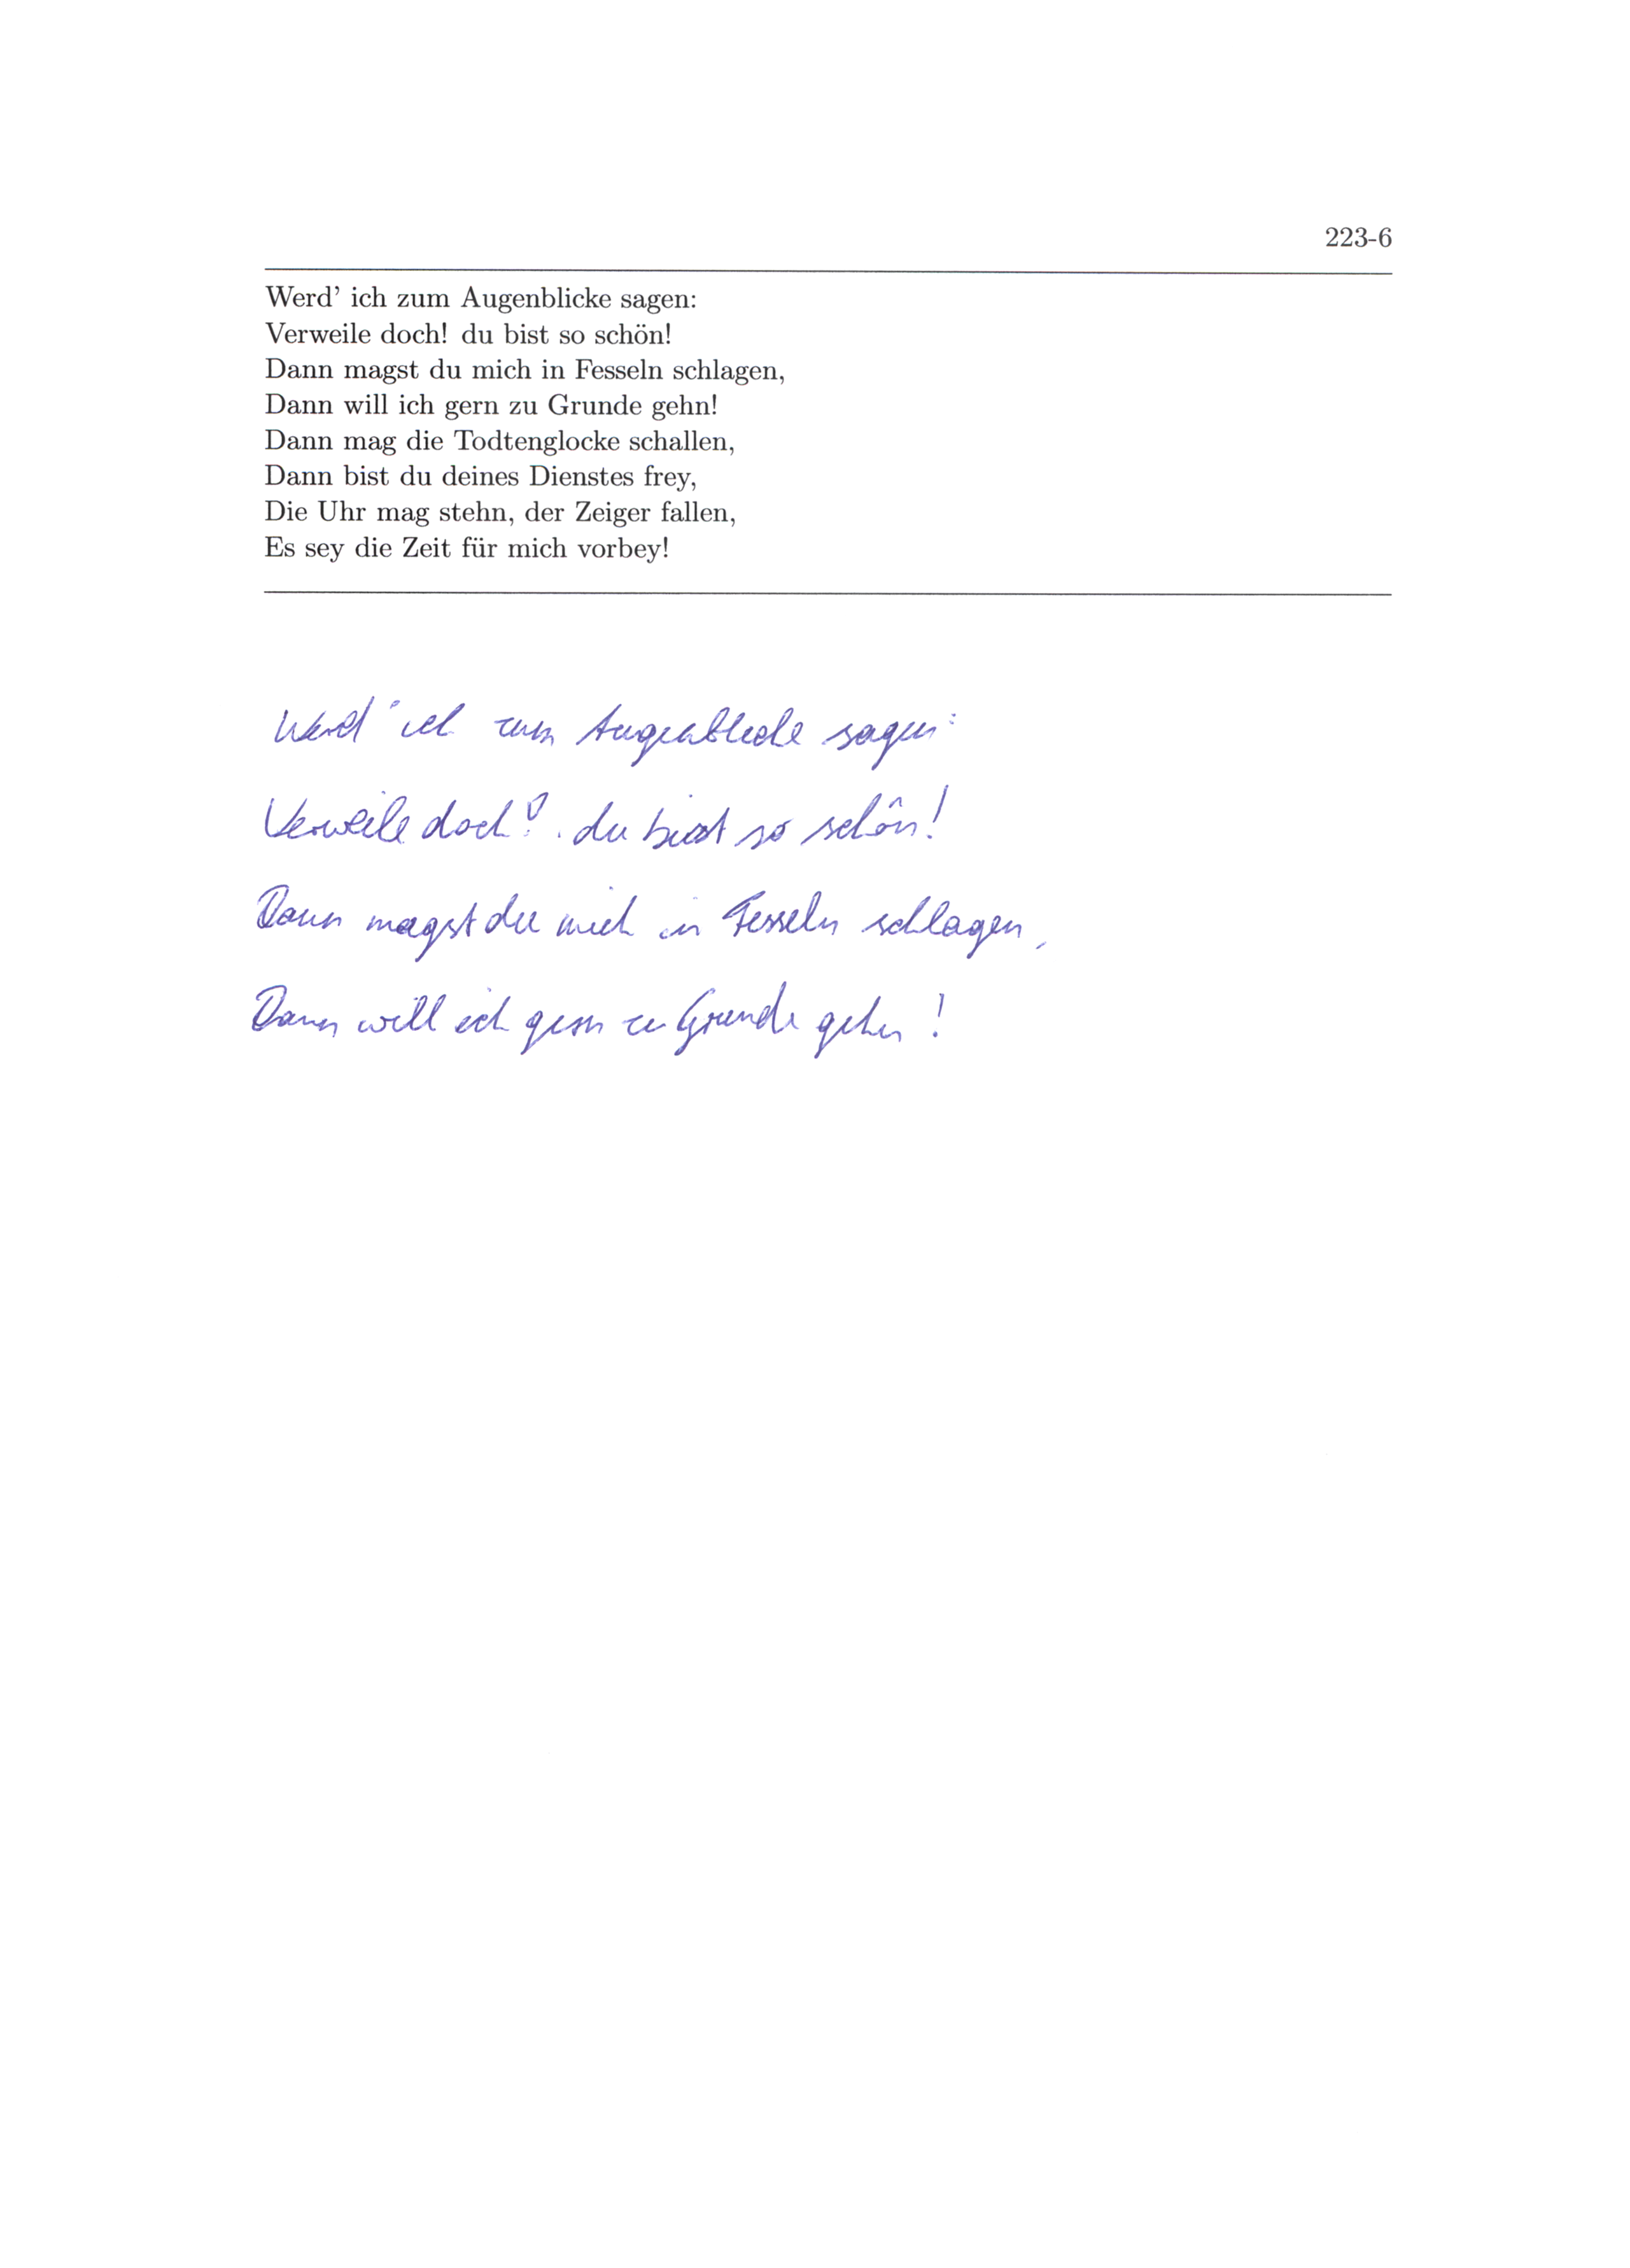 223-6
Werd' ich zum Augenblicke sagen:
Verweile doch! du bist so schön!
Dann magst du mich in Fesseln schlagen,
Dann will ich gern zu Grunde gehn!
Dann mag die Todtenglocke schallen,
Dann bist du deines Dienstes frey,
Die Uhr mag stehn, der Zeiger fallen,
Es sey die Zeit für mich vorbey!
Werd' ich zum Augenblicke sagen:
Verweile doch! du bist so schön!
Dann magst du mich in Fesseln schlagen,
Dann will ich gern zu Grunde gehn!